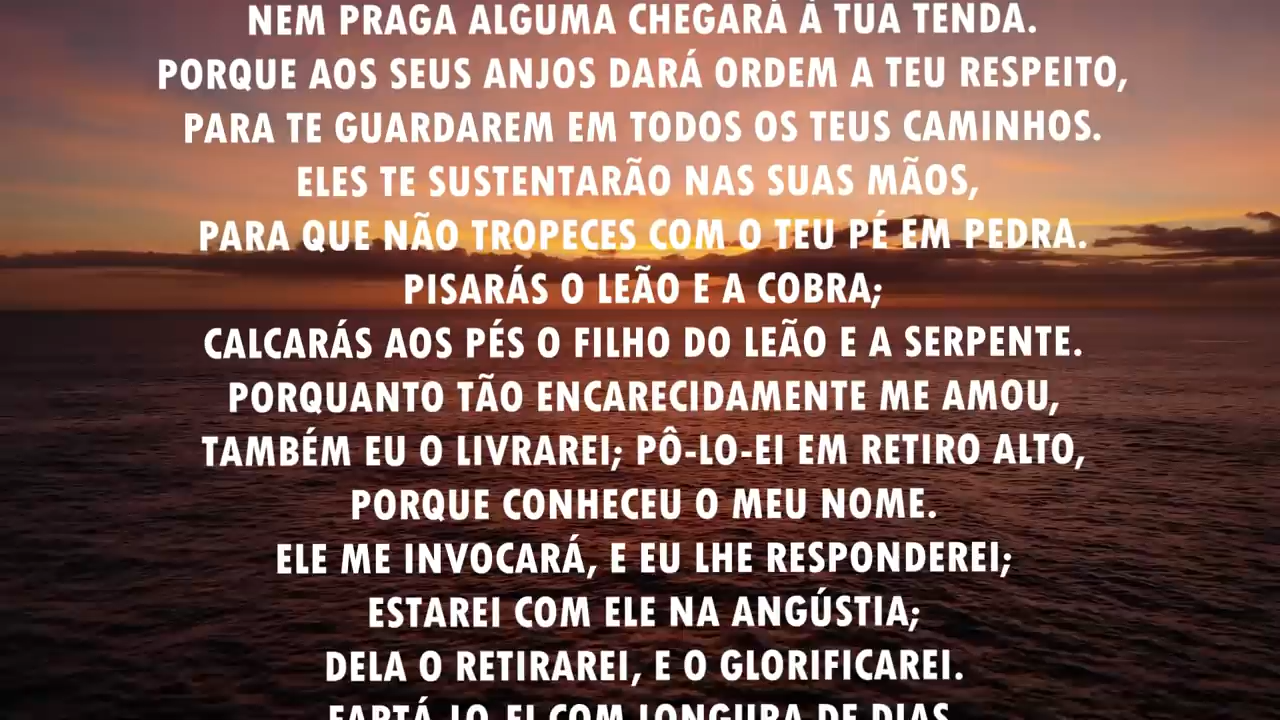 NEM PRAGA ALGUMA CHEGARÁ À TUA TENDA.
PORQUE AOS SEUS ANJOS DARÁ ORDEM A TEU RESPEITO,
PARA TE GUARDAREM EM TODOS OS TEUS CAMINHOS.
ELES TE SUSTENTARÃO NAS SUAS MÃOS,
PARA QUE NÃO TROPECES COM O TEU PÉ EM PEDRA.
PISARÁS O LEÃO E A COBRA;
CALCARÁS AOS PÉS O FILHO DO LEÃO E A SERPENTE.
PORQUANTO TÃO ENCARECIDAMENTE ME AMOU,
TAMBÉM EU O LIVRAREI; PÔ-LO-EI EM RETIRO ALTO,
PORQUE CONHECEU O MEU NOME.
ELE ME INVOCARÁ, E EU LHE RESPONDEREI;
ESTAREI COM ELE NA ANGÚSTIA;
DELA O RETIRAREI, E O GLORIFICAREI.
FARTÁ-LO-EI COM LONGURA DE DIAS